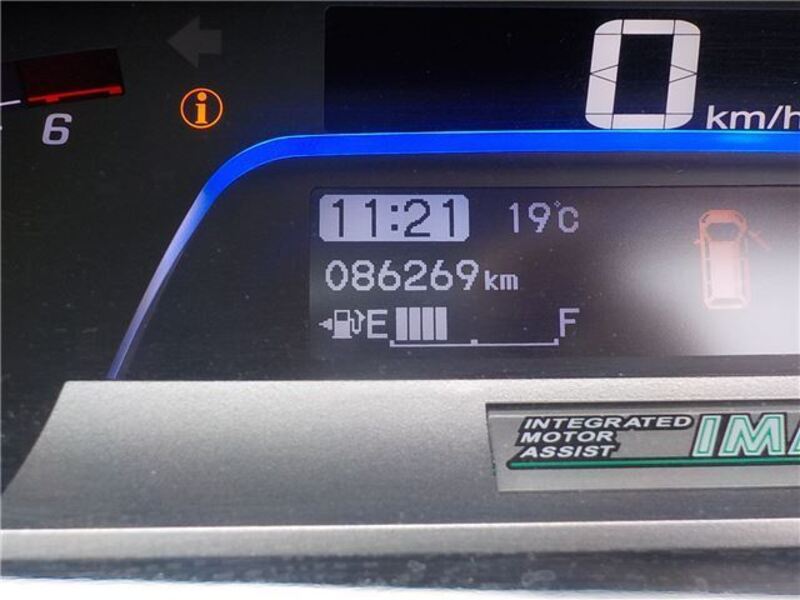 0 km/h
6
i
11:21 19°C
086269km
E F
INTEGRATED
MOTOR
ASSIST
IMA